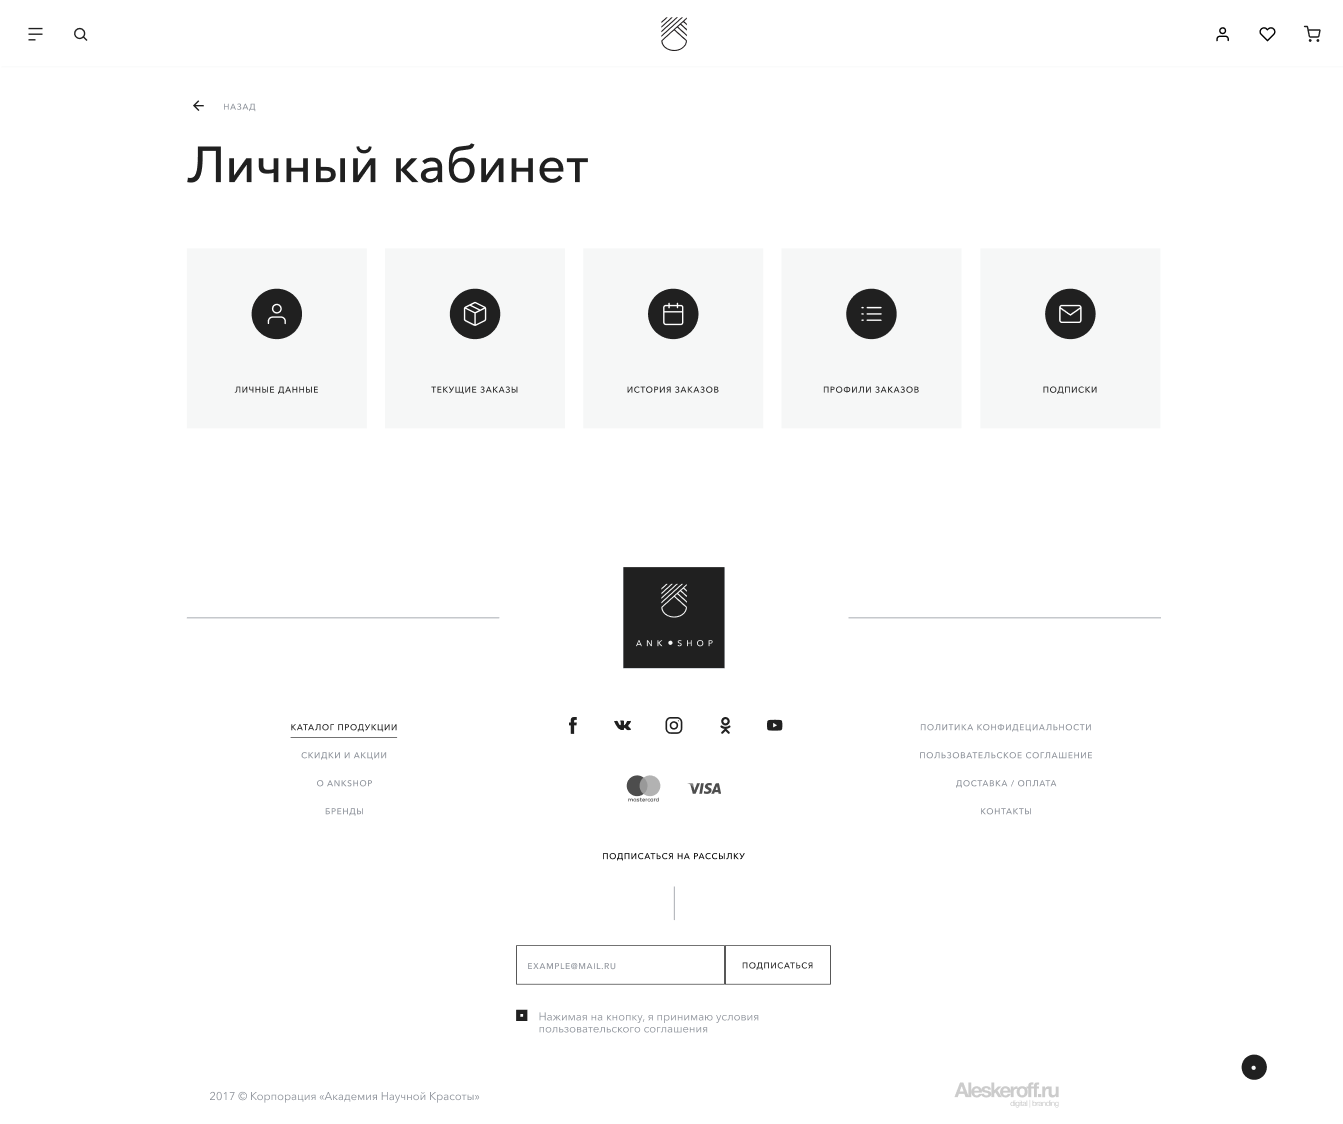 НАЗАД
Личный кабинет
ЛИЧНЫЕ ДАННЫЕ
ТЕКУЩИЕ ЗАКАЗЫ
ИСТОРИЯ ЗАКАЗОВ
ПРОФИЛИ ЗАКАЗОВ
ПОДПИСКИ
ANK•SHOP
КАТАЛОГ ПРОДУКЦИИ
СКИДКИ И АКЦИИ
О ANKSHOP
БРЕНДЫ
mastercard
VISA
ПОЛИТИКА КОНФИДЕЦИАЛЬНОСТИ
ПОЛЬЗОВАТЕЛЬСКОЕ СОГЛАШЕНИЕ
ДОСТАВКА / ОПЛАТА
КОНТАКТЫ
ПОДПИСАТЬСЯ НА РАССЫЛКУ
EXAMPLE@MAIL.RU
ПОДПИСАТЬСЯ
Нажимая на кнопку, я принимаю условия
пользовательского соглашения
2017 © Корпорация «Академия Научной Красоты»
Aleskeroff.ru
digital | branding